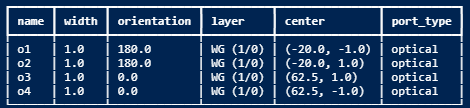 name width orientation layer center port_type
o1 1.0 180.0 WG (1/0) (-20.0, -1.0) optical
o2 1.0 180.0 WG (1/0) (-20.0, 1.0) optical
o3 1.0 0.0 WG (1/0) (62.5, 1.0) optical
o4 1.0 0.0 WG (1/0) (62.5, -1.0) optical